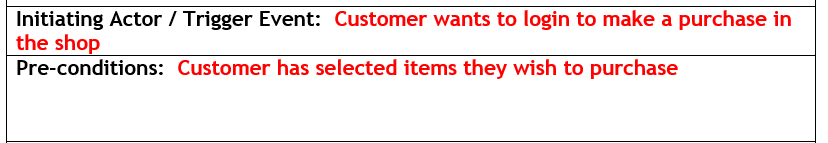 Initiating Actor / Trigger Event:  Customer wants to login to make a purchase in
the shop
Pre-conditions:  Customer has selected items they wish to purchase